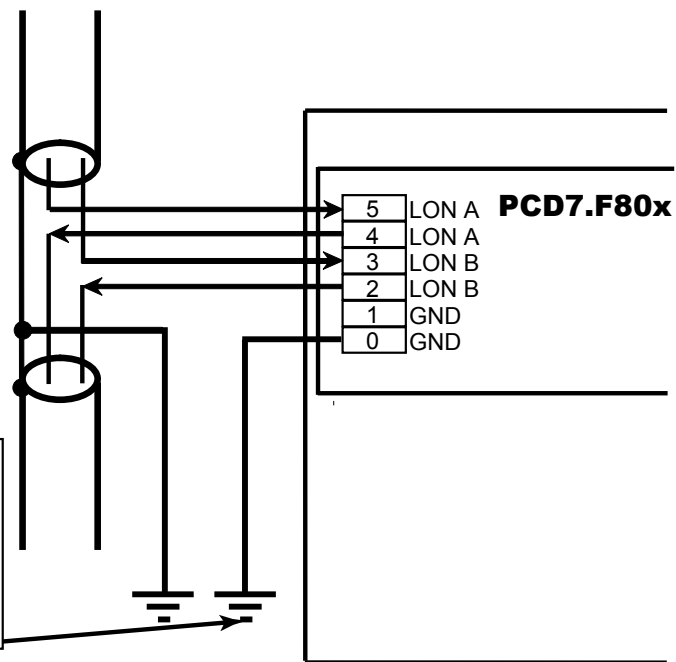 PCD7.F80x
5 LON A
4 LON A
3 LON B
2 LON B
1 GND
0 GND